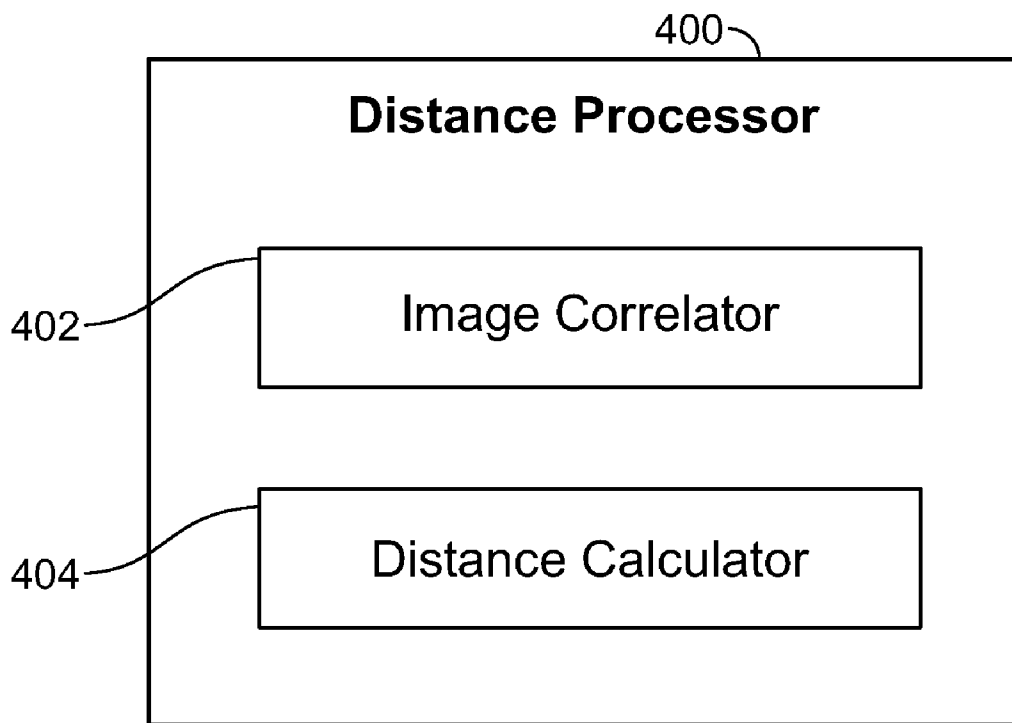 400
Distance Processor
402
Image Correlator
404
Distance Calculator